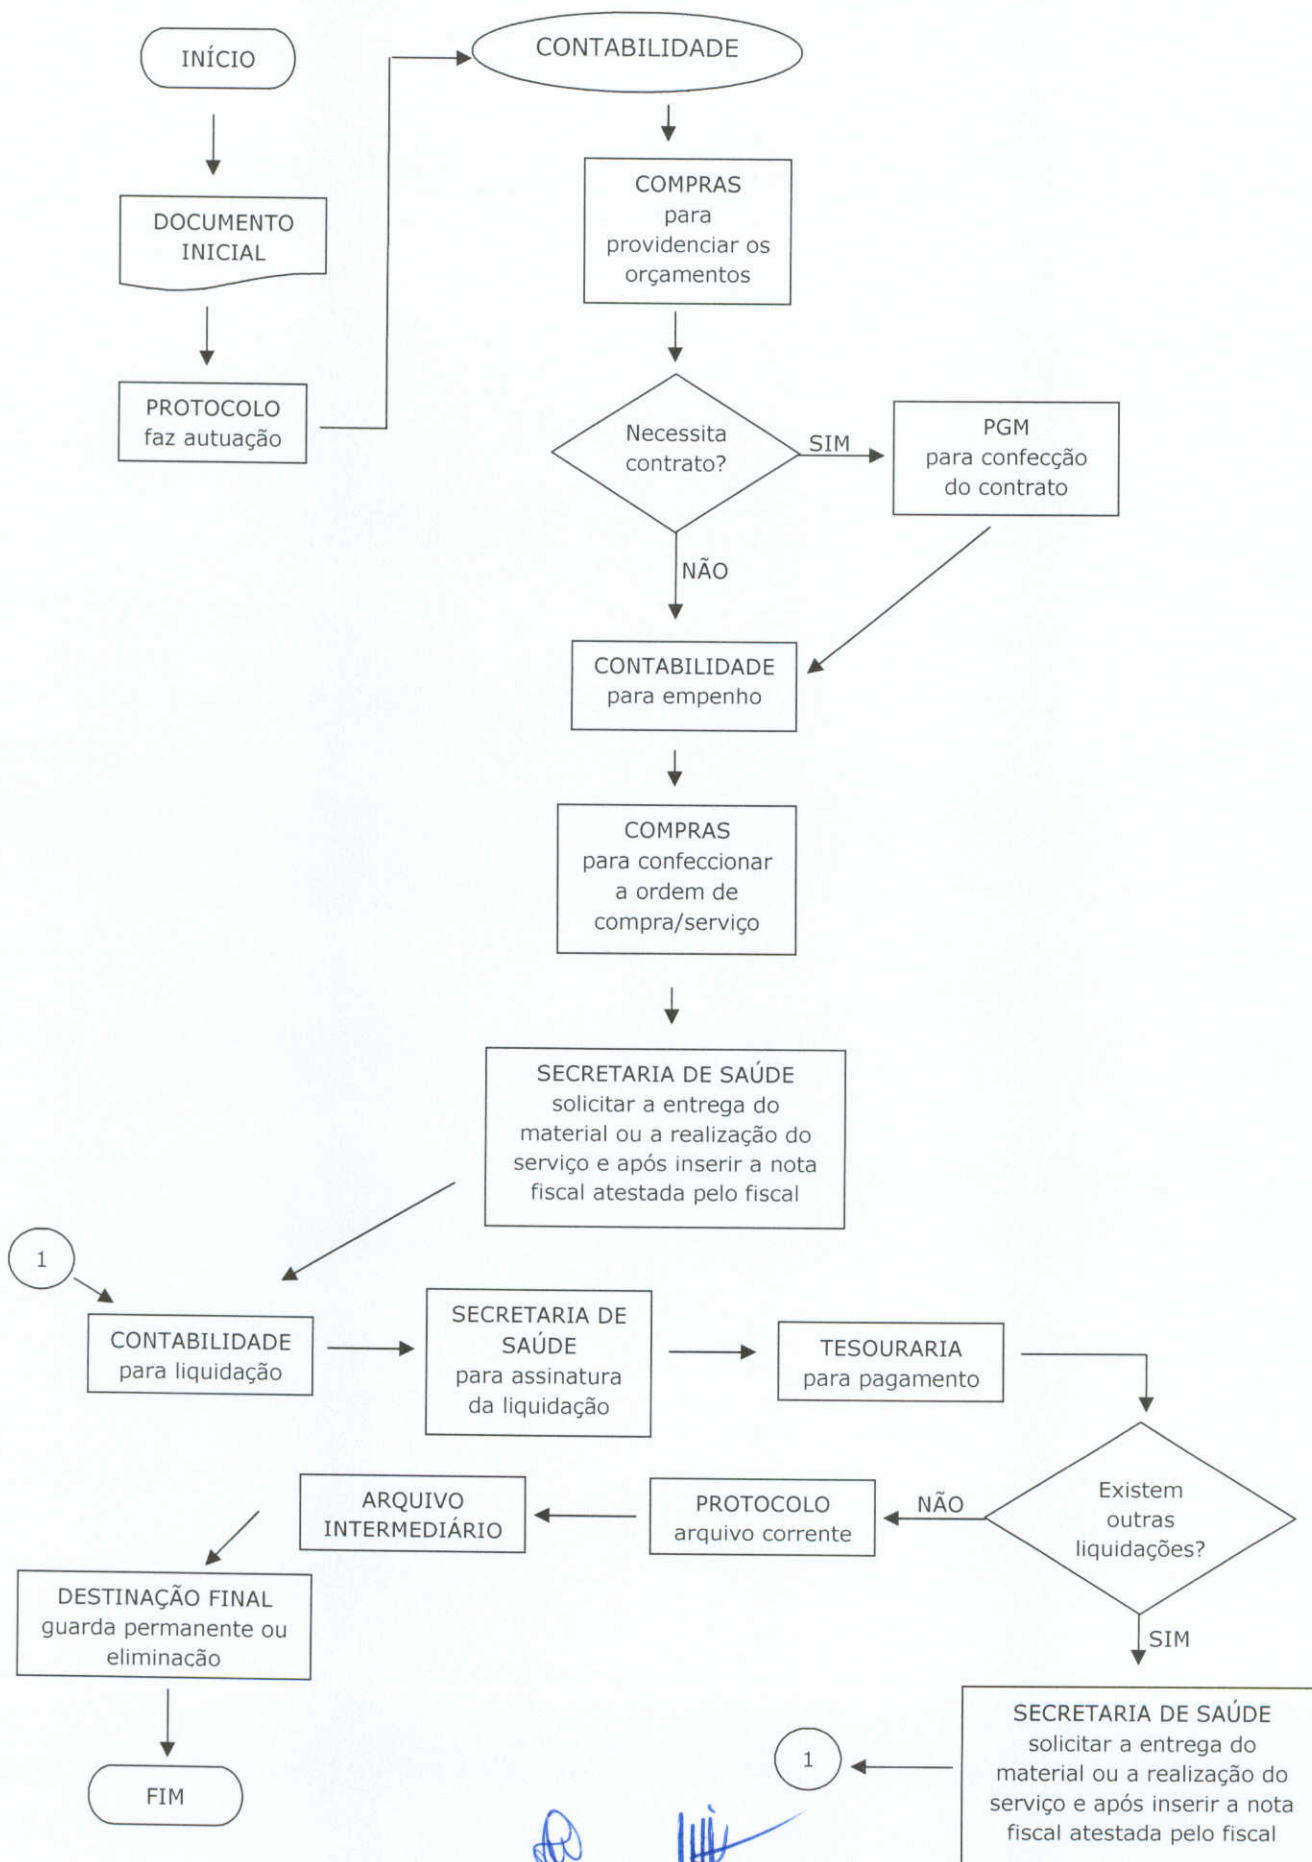 INÍCIO
DOCUMENTO
INICIAL
PROTOCOLO
faz autuação
CONTABILIDADE
COMPRAS
para
providenciar os
orçamentos
Necessita
contrato?
SIM
PGM
para confecção
do contrato
NÃO
CONTABILIDADE
para empenho
COMPRAS
para confeccionar
a ordem de
compra/serviço
SECRETARIA DE SAÚDE
solicitar a entrega do
material ou a realização do
serviço e após inserir a nota
fiscal atestada pelo fiscal
1
CONTABILIDADE
para liquidação
SECRETARIA DE
SAÚDE
para assinatura
da liquidação
TESOURARIA
para pagamento
Existem
outras
liquidações?
NÃO
PROTOCOLO
arquivo corrente
ARQUIVO
INTERMEDIÁRIO
DESTINAÇÃO FINAL
guarda permanente ou
eliminação
FIM
SIM
SECRETARIA DE SAÚDE
solicitar a entrega do
material ou a realização do
serviço e após inserir a nota
fiscal atestada pelo fiscal
1